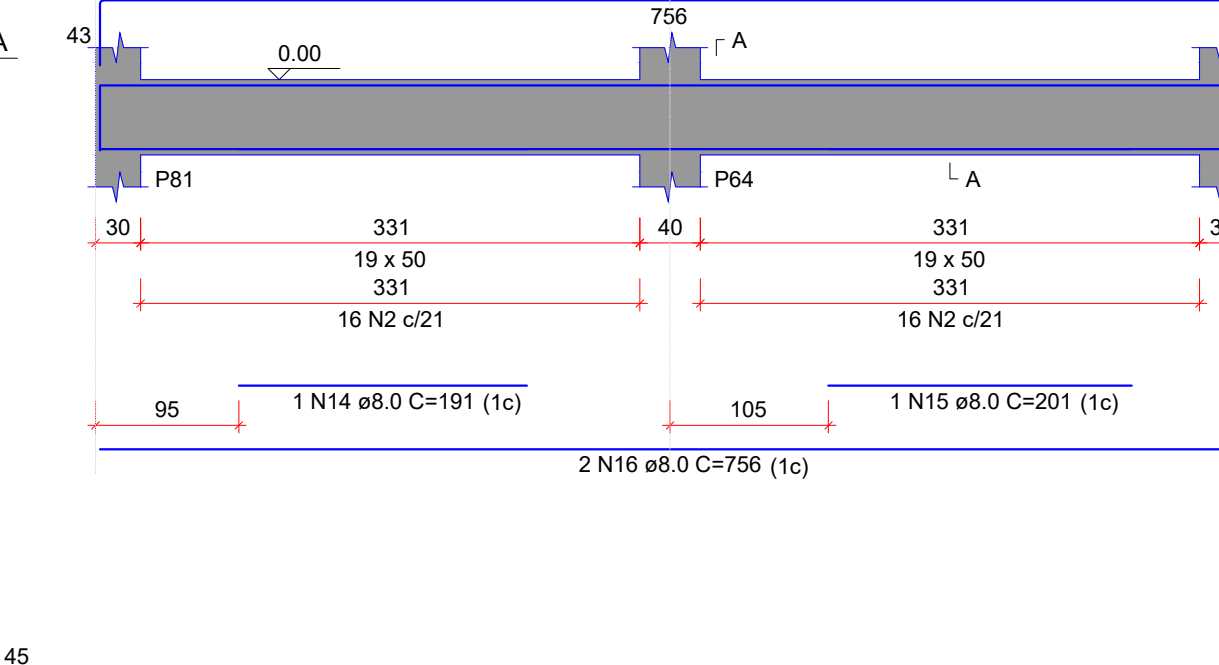 756
43
A
A
0.00
P81
P64
A
30
331
40
331
3
19 x 50
19 x 50
331
331
16 N2 c/21
16 N2 c/21
1 N14 ø8.0 C=191 (1c)
1 N15 ø8.0 C=201 (1c)
95
105
2 N16 ø8.0 C=756 (1c)
45